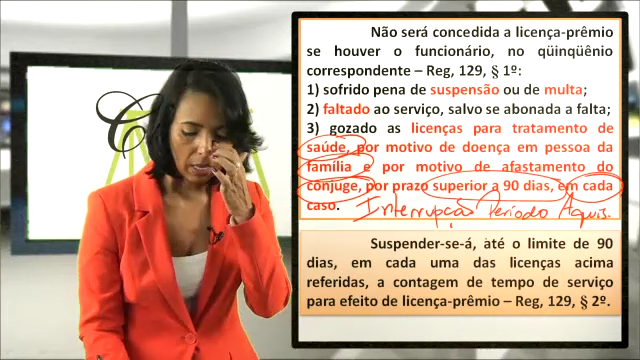 Não será concedida a licença-prêmio
se houver o funcionário, no qüinqüênio
correspondente – Reg, 129, § 1º:
1) sofrido pena de suspensão ou de multa;
2) faltado ao serviço, salvo se abonada a falta;
3) gozado as licenças para tratamento de
saúde, por motivo de doença em pessoa da
família e por motivo de afastamento do
cônjuge, por prazo superior a 90 dias, em cada
caso.
Interrupção Período Aquis.
Suspender-se-á, até o limite de 90
dias, em cada uma das licenças acima
referidas, a contagem de tempo de serviço
para efeito de licença-prêmio – Reg, 129, § 2º.